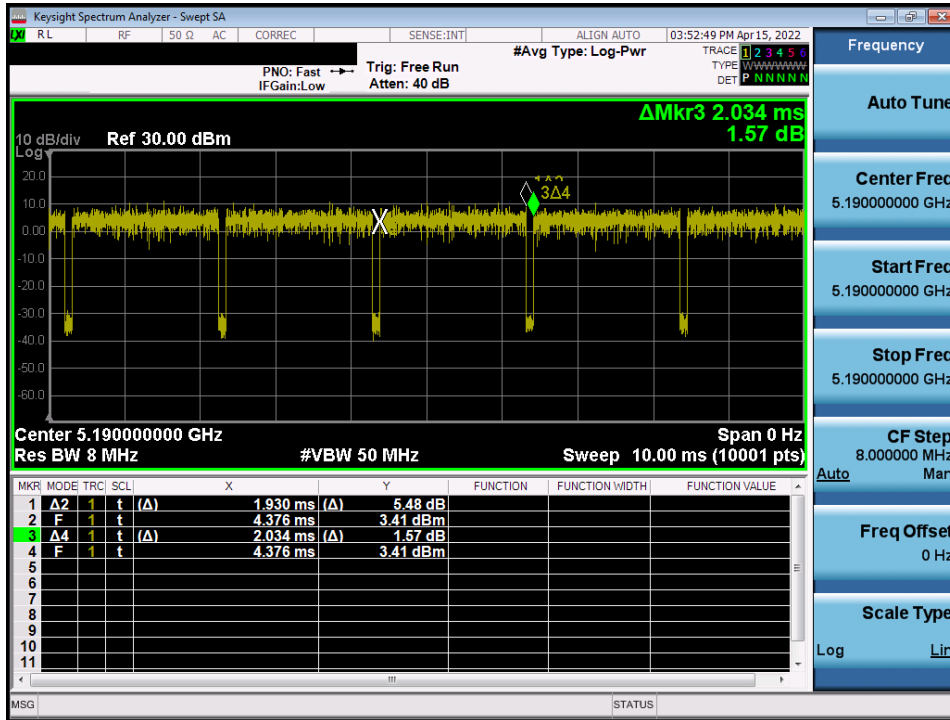 Keysight Spectrum Analyzer - Swept SA
LXI RL RF 50 Ω AC CORREC SENSE:INT ALIGN AUTO 03:52:49 PM Apr 15, 2022
#Avg Type: Log-Pwr TRACE 1 2 3 4 5 6
PNO: Fast Trig: Free Run TYPE WWWWWW
IFGain:Low Atten: 40 dB DET P N N N N N
ΔMkr3 2.034 ms
1.57 dB
10 dB/div Ref 30.00 dBm
Log
20.0
10.0
0.00
-10.0
-20.0
-30.0
-40.0
-50.0
-60.0
3Δ4
X
Center 5.190000000 GHz Span 0 Hz
Res BW 8 MHz #VBW 50 MHz Sweep 10.00 ms (10001 pts)
MKR MODE TRC SCL X Y FUNCTION FUNCTION WIDTH FUNCTION VALUE
1 Δ2 1 t (Δ) 1.930 ms (Δ) 5.48 dB
2 F 1 t 4.376 ms 3.41 dBm
3 Δ4 1 t (Δ) 2.034 ms (Δ) 1.57 dB
4 F 1 t 4.376 ms 3.41 dBm
5
6
7
8
9
10
11
MSG STATUS
Frequency
Auto Tune
Center Freq
5.190000000 GHz
Start Freq
5.190000000 GHz
Stop Freq
5.190000000 GHz
CF Step
8.000000 MHz
Auto Man
Freq Offset
0 Hz
Scale Type
Log Lin